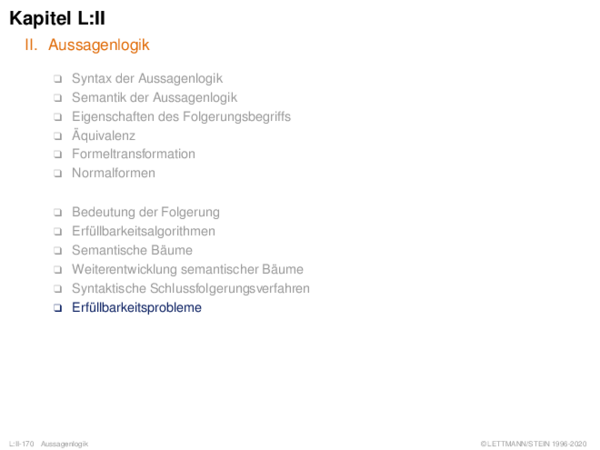 Kapitel L:II
II. Aussagenlogik
❑ Syntax der Aussagenlogik
❑ Semantik der Aussagenlogik
❑ Eigenschaften des Folgerungsbegriffs
❑ Äquivalenz
❑ Formeltransformation
❑ Normalformen
❑ Bedeutung der Folgerung
❑ Erfüllbarkeitsalgorithmen
❑ Semantische Bäume
❑ Weiterentwicklung semantischer Bäume
❑ Syntaktische Schlussfolgerungsverfahren
❑ Erfüllbarkeitsprobleme
L:II-170 Aussagenlogik ©LETTMANN/STEIN 1996-2020